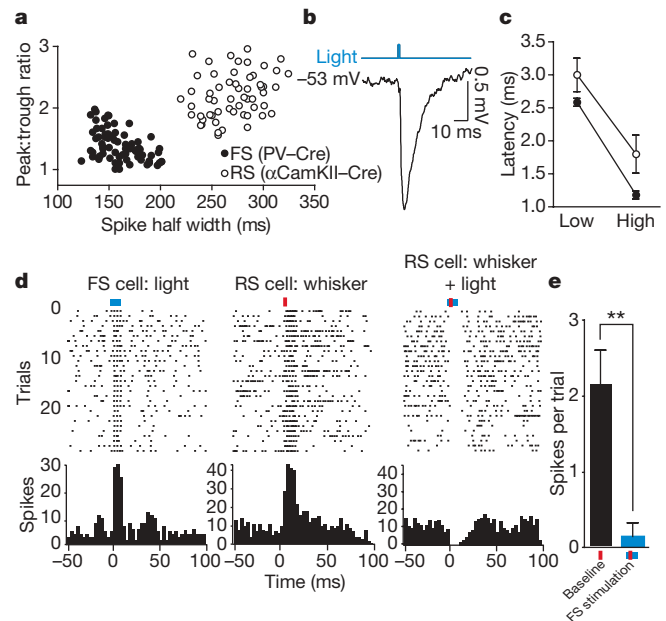 a
Peak:trough ratio
3
2
1
100 150 200 250 300 350
Spike half width (ms)
FS (PV–Cre)
RS (αCamKII–Cre)
b
Light
–53 mV
0.5 mV
10 ms
c
Latency (ms)
3.5
3.0
2.5
2.0
1.5
1.0
Low High
d
FS cell: light
RS cell: whisker
RS cell: whisker
+ light
Trials
0
10
20
Spikes
30
20
10
0
40
30
20
10
0
40
30
20
10
0
–50 0 50 100
–50 0 50 100
–50 0 50 100
Time (ms)
e
**
Spikes per trial
3
2
1
0
Baseline
FS stimulation